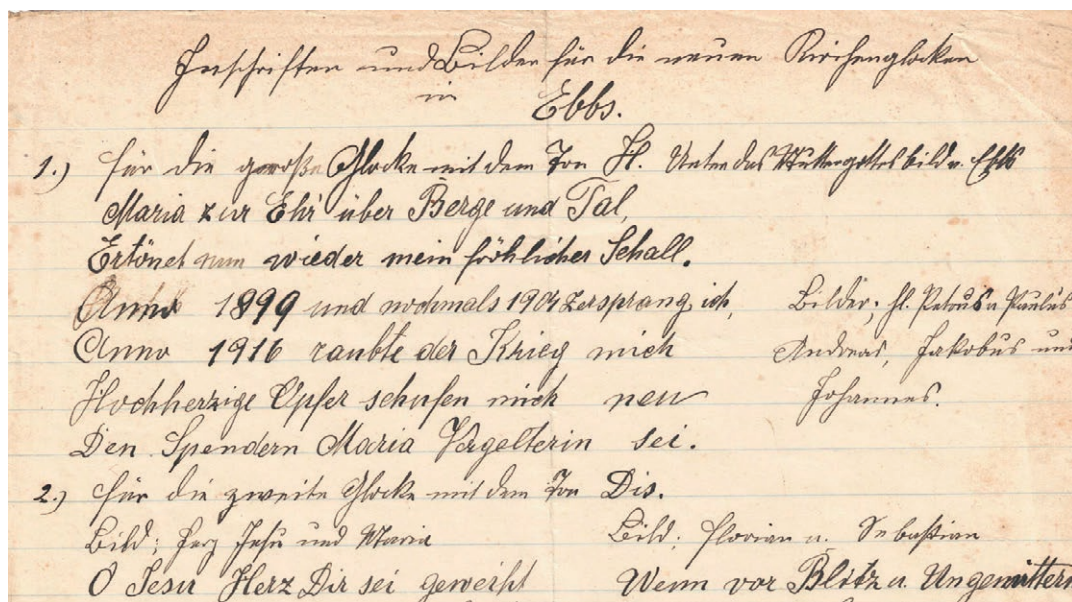 Inschriften und Bilder für die neuen Kirchenglocken
in Ebbs.
1.) Für die große Glocke mit dem Ton H. Unten das Muttergottesbild v. Ebbs
Maria zur Ehr' über Berge und Tal,
Ertönet nun wieder mein fröhlicher Schall.
Anno 1899 und nochmals 1904 zersprang ich, Bilder: hl. Petrus u. Paulus
Anno 1916 raubte der Krieg mich Andreas, Jakobus und
Hochherzige Opfer schufen mich neu Johannes.
Den Spendern Maria Vergelterin sei.
2.) Für die zweite Glocke mit dem Ton Dis.
Bild: Herz Jesu und Maria Bild: Florian u. Sebastian
O Jesu Herz Dir sei geweiht Wenn vor Blitz u. Ungewittern